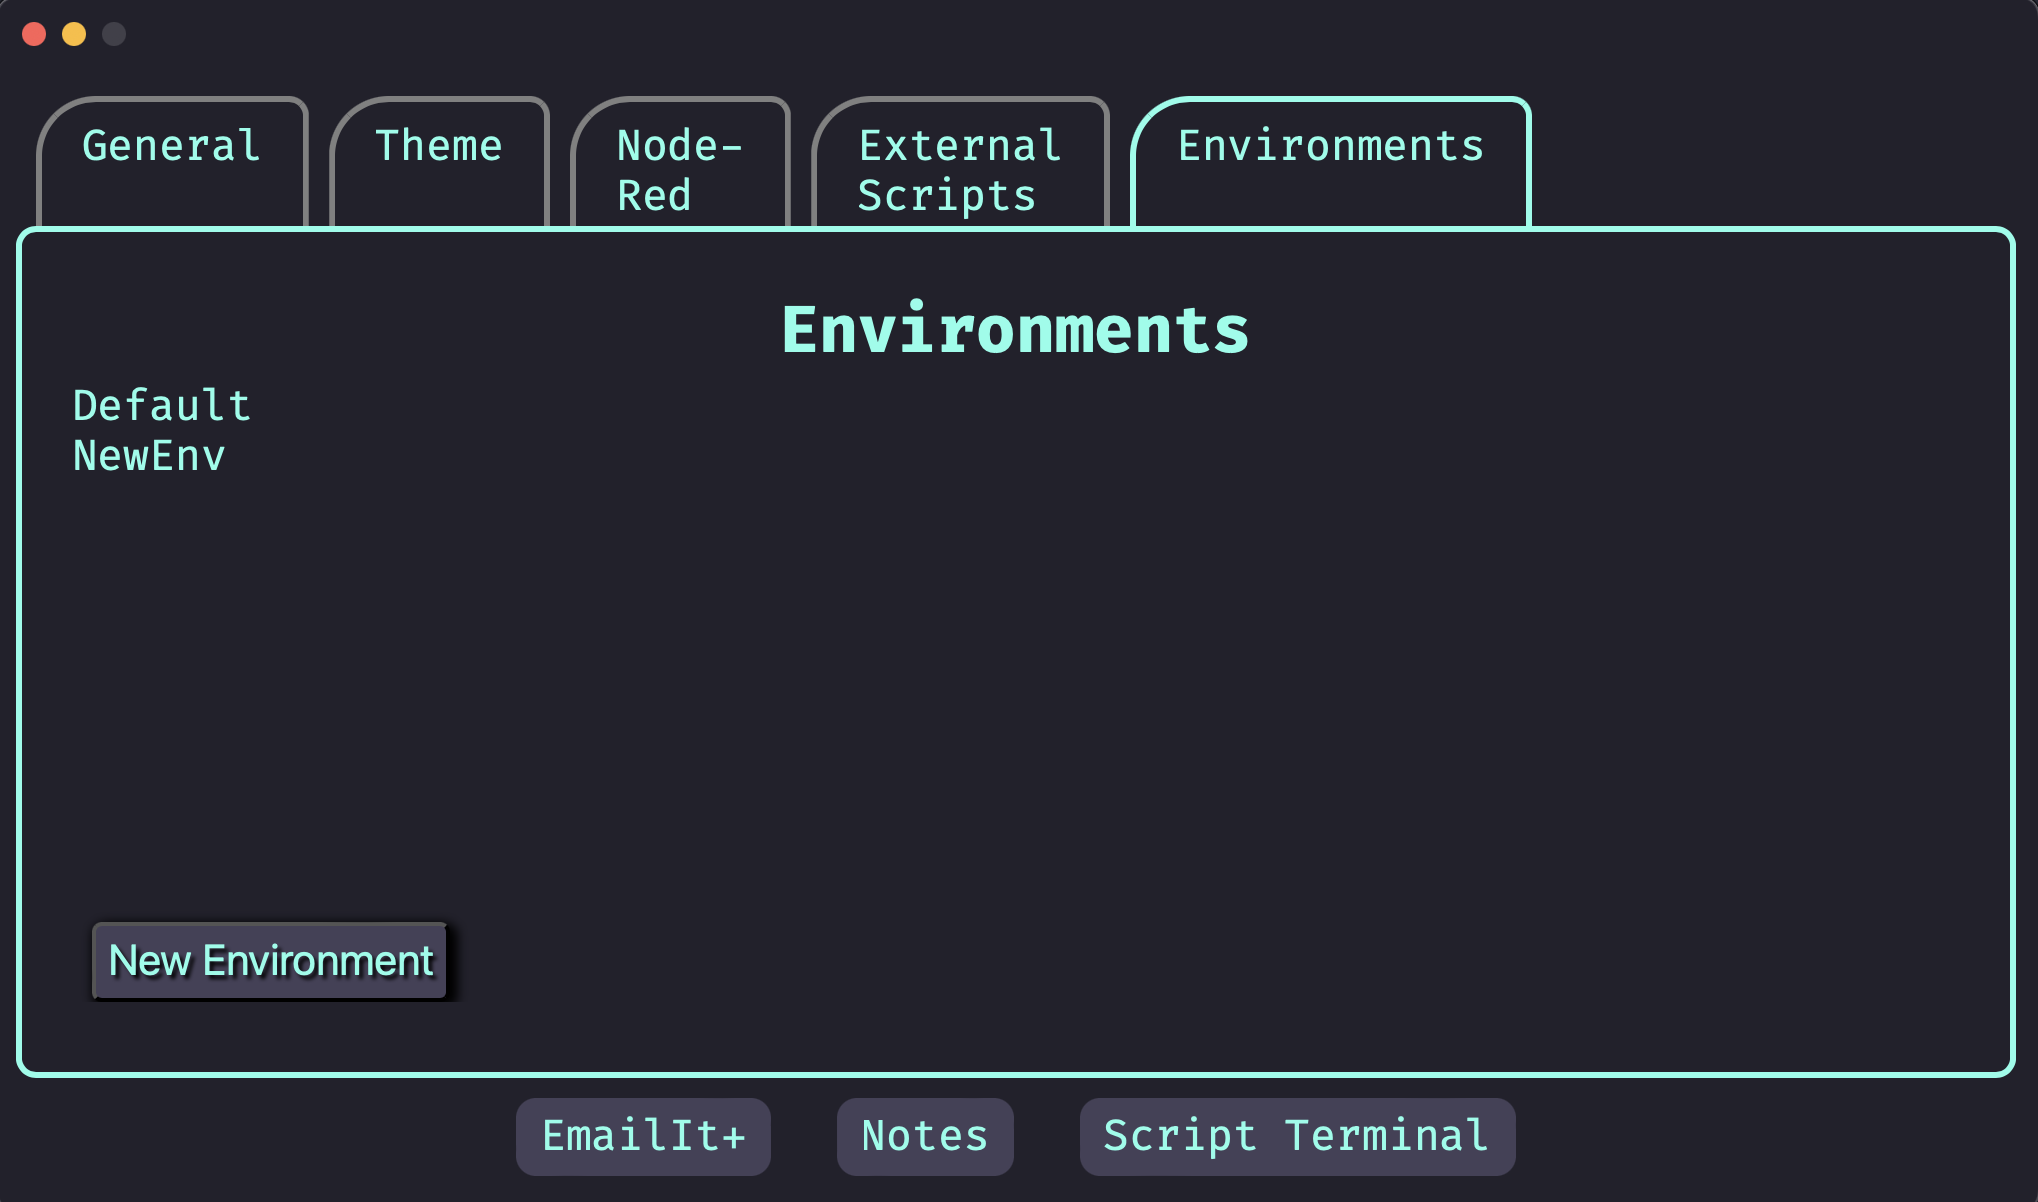 General
Theme
Node-
Red
External
Scripts
Environments
Environments
Default
NewEnv
New Environment
EmailIt+
Notes
Script Terminal